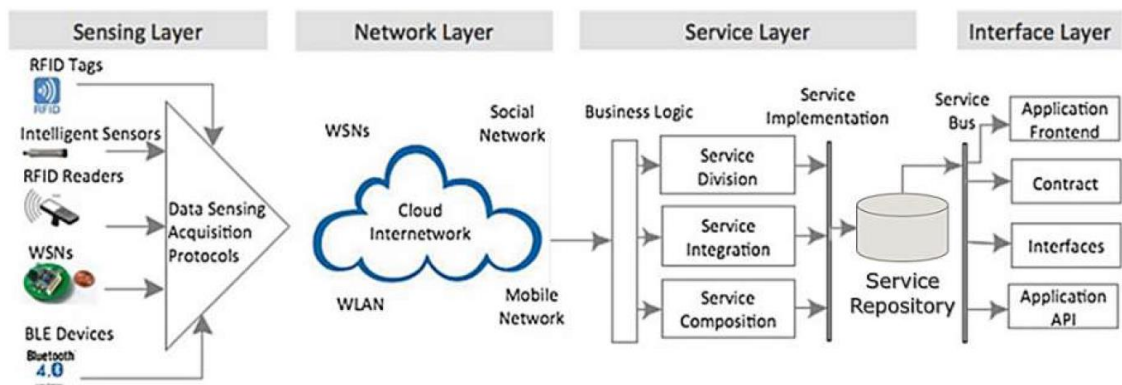 Sensing Layer
Network Layer
Service Layer
Interface Layer
RFID Tags
RFID
Intelligent Sensors
RFID Readers
WSNs
BLE Devices
Bluetooth
4.0
Data Sensing
Acquisition
Protocols
WSNs
Social
Network
Cloud
Internetwork
WLAN
Mobile
Network
Business Logic
Service
Division
Service
Integration
Service
Composition
Service
Implementation
Service
Repository
Service
Bus
Application
Frontend
Contract
Interfaces
Application
API